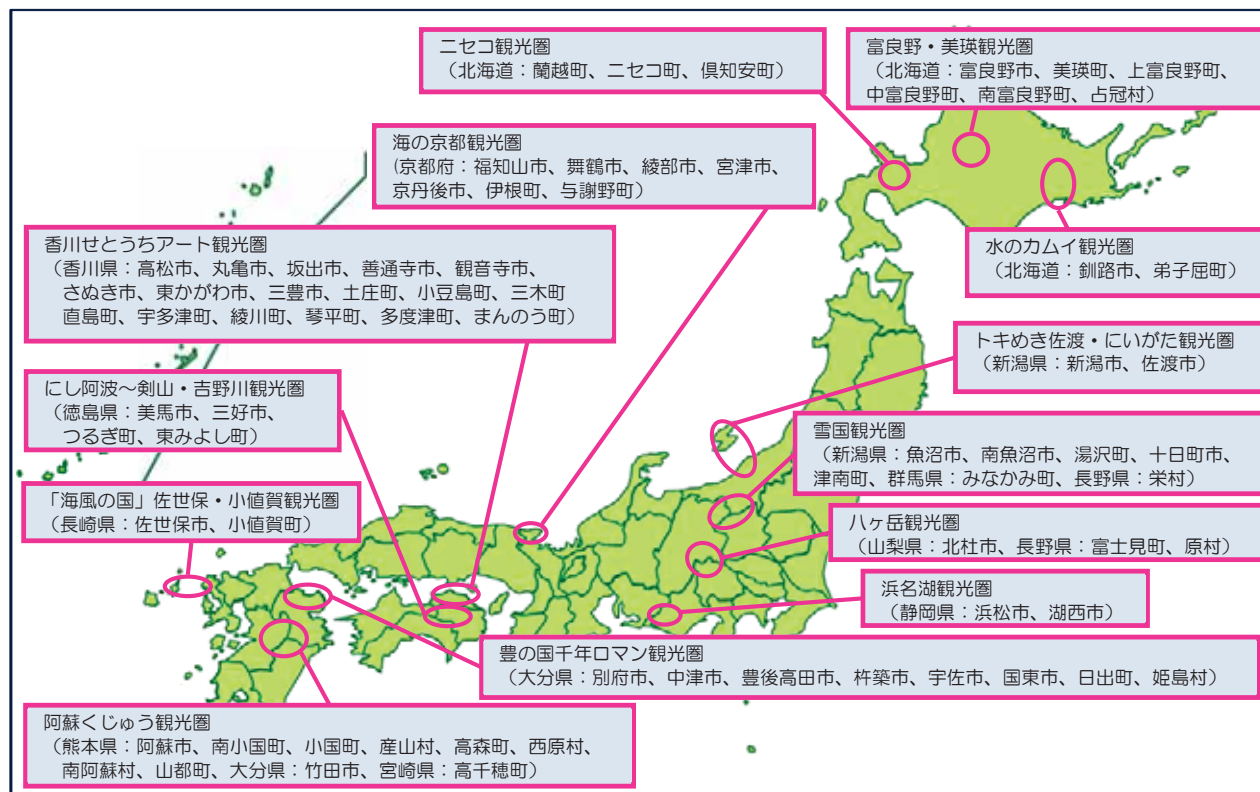 ニセコ観光圏
（北海道：蘭越町、ニセコ町、倶知安町）
富良野・美瑛観光圏
（北海道：富良野市、美瑛町、上富良野町、
中富良野町、南富良野町、占冠村）
海の京都観光圏
(京都府：福知山市、舞鶴市、綾部市、宮津市、
京丹後市、伊根町、与謝野町）
香川せとうちアート観光圏
（香川県：高松市、丸亀市、坂出市、善通寺市、観音寺市、
さぬき市、東かがわ市、三豊市、土庄町、小豆島町、三木町
直島町、宇多津町、綾川町、琴平町、多度津町、まんのう町）
水のカムイ観光圏
（北海道：釧路市、弟子屈町）
トキめき佐渡・にいがた観光圏
（新潟県：新潟市、佐渡市）
にし阿波～剣山・吉野川観光圏
（徳島県：美馬市、三好市、
つるぎ町、東みよし町）
雪国観光圏
（新潟県：魚沼市、南魚沼市、湯沢町、十日町市、
津南町、群馬県：みなかみ町、長野県：栄村）
「海風の国」佐世保・小値賀観光圏
（長崎県：佐世保市、小値賀町）
八ヶ岳観光圏
（山梨県：北杜市、長野県：富士見町、原村）
浜名湖観光圏
（静岡県：浜松市、湖西市）
豊の国千年ロマン観光圏
（大分県：別府市、中津市、豊後高田市、杵築市、宇佐市、国東市、日出町、姫島村）
阿蘇くじゅう観光圏
（熊本県：阿蘇市、南小国町、小国町、産山村、高森町、西原村、
南阿蘇村、山都町、大分県：竹田市、宮崎県：高千穂町）